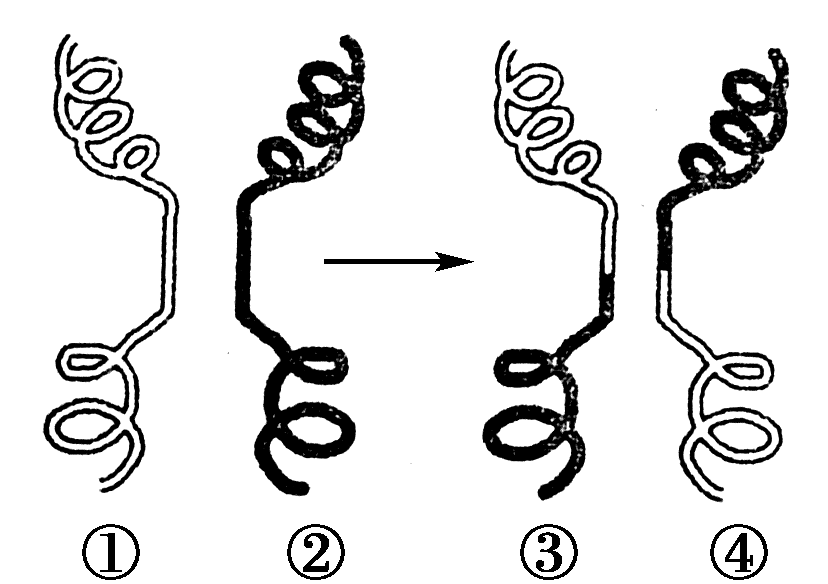 ① ② ③ ④